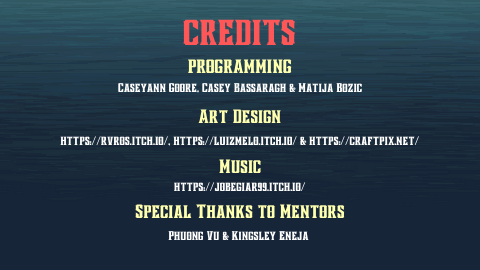 CREDITS
PROGRAMMING
Caseyann Goore, Casey Bassaragh & Matija Bozic
Art Design
https://rvros.itch.io/, https://luizmelo.itch.io/ & https://craftpix.net/
Music
https://jobegiar99.itch.io/
Special Thanks to Mentors
Phuong Vu & Kingsley Eneja